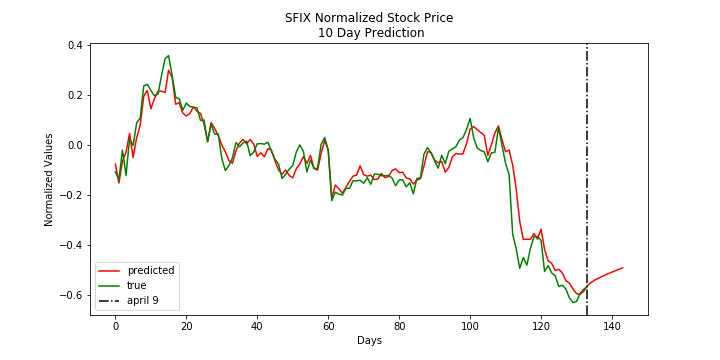 SFIX Normalized Stock Price
10 Day Prediction
0.4
0.2
0.0
−0.2
−0.4
−0.6
Normalized Values
predicted
true
april 9
0
20
40
60
80
100
120
140
Days